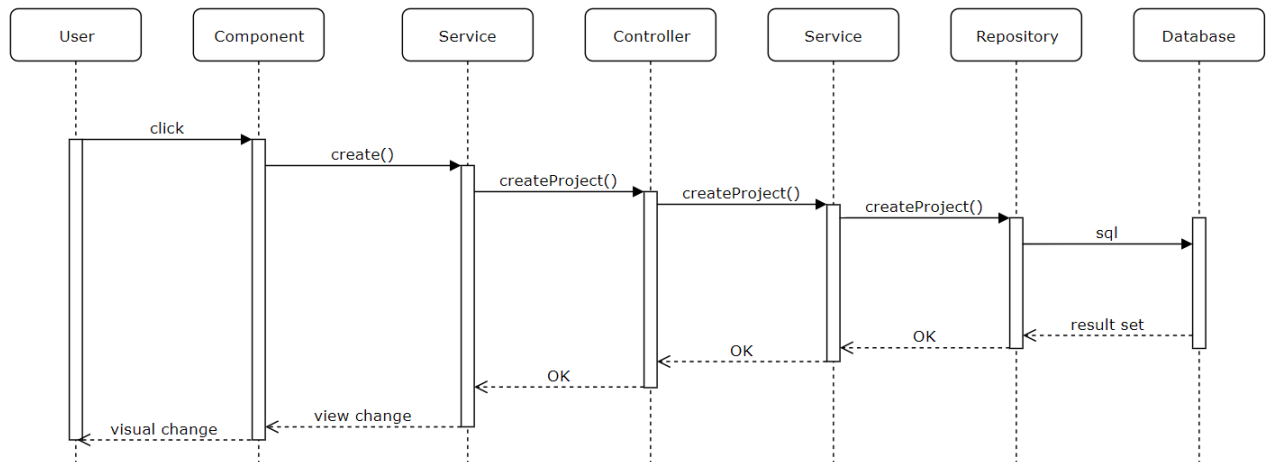 User
Component
Service
Controller
Service
Repository
Database
click
create()
createProject()
createProject()
createProject()
sql
result set
OK
OK
OK
view change
visual change